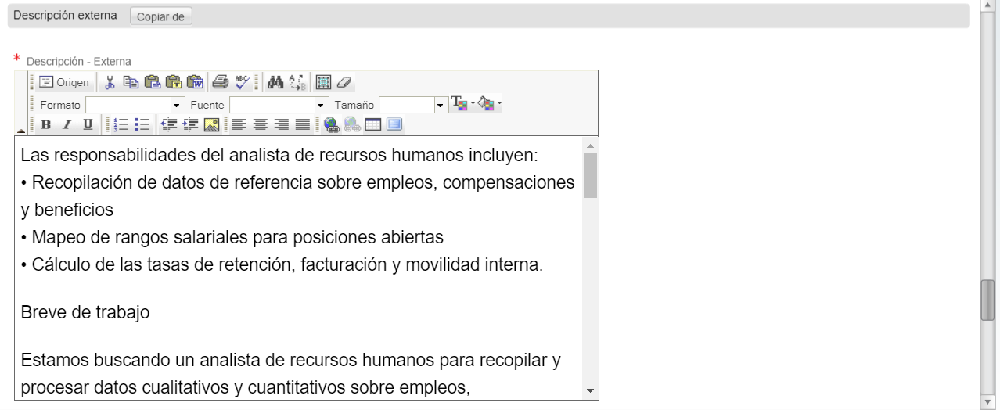 Descripción externa Copiar de
* Descripción - Externa
Origen ABC
Formato Fuente Tamaño
B I U
Las responsabilidades del analista de recursos humanos incluyen:
• Recopilación de datos de referencia sobre empleos, compensaciones
y beneficios
• Mapeo de rangos salariales para posiciones abiertas
• Cálculo de las tasas de retención, facturación y movilidad interna.
Breve de trabajo
Estamos buscando un analista de recursos humanos para recopilar y
procesar datos cualitativos y cuantitativos sobre empleos,